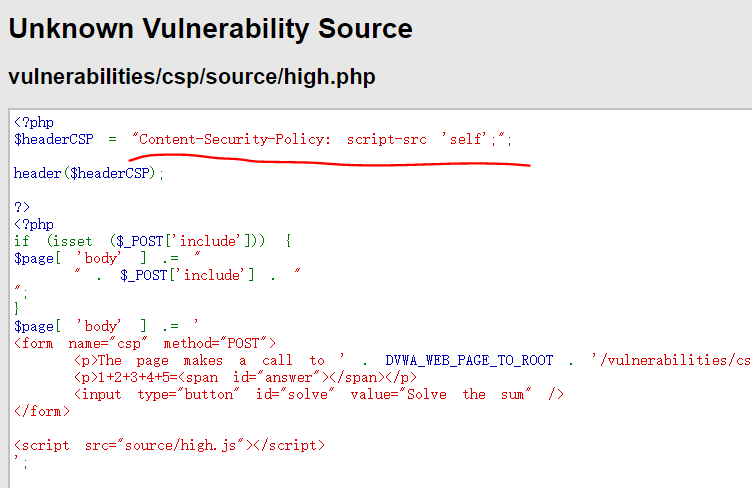 Unknown Vulnerability Source
vulnerabilities/csp/source/high.php
<?php
$headerCSP = "Content-Security-Policy: script-src 'self';";
header($headerCSP);
?>
<?php
if (isset ($_POST['include'])) {
$page[ 'body' ] .= "
" . $_POST['include'] . "
";
}
$page[ 'body' ] .= '
<form name="csp" method="POST">
<p>The page makes a call to ' . DVWA_WEB_PAGE_TO_ROOT . '/vulnerabilities/cs
<p>1+2+3+4+5=<span id="answer"></span></p>
<input type="button" id="solve" value="Solve the sum" />
</form>
<script src="source/high.js"></script>
';